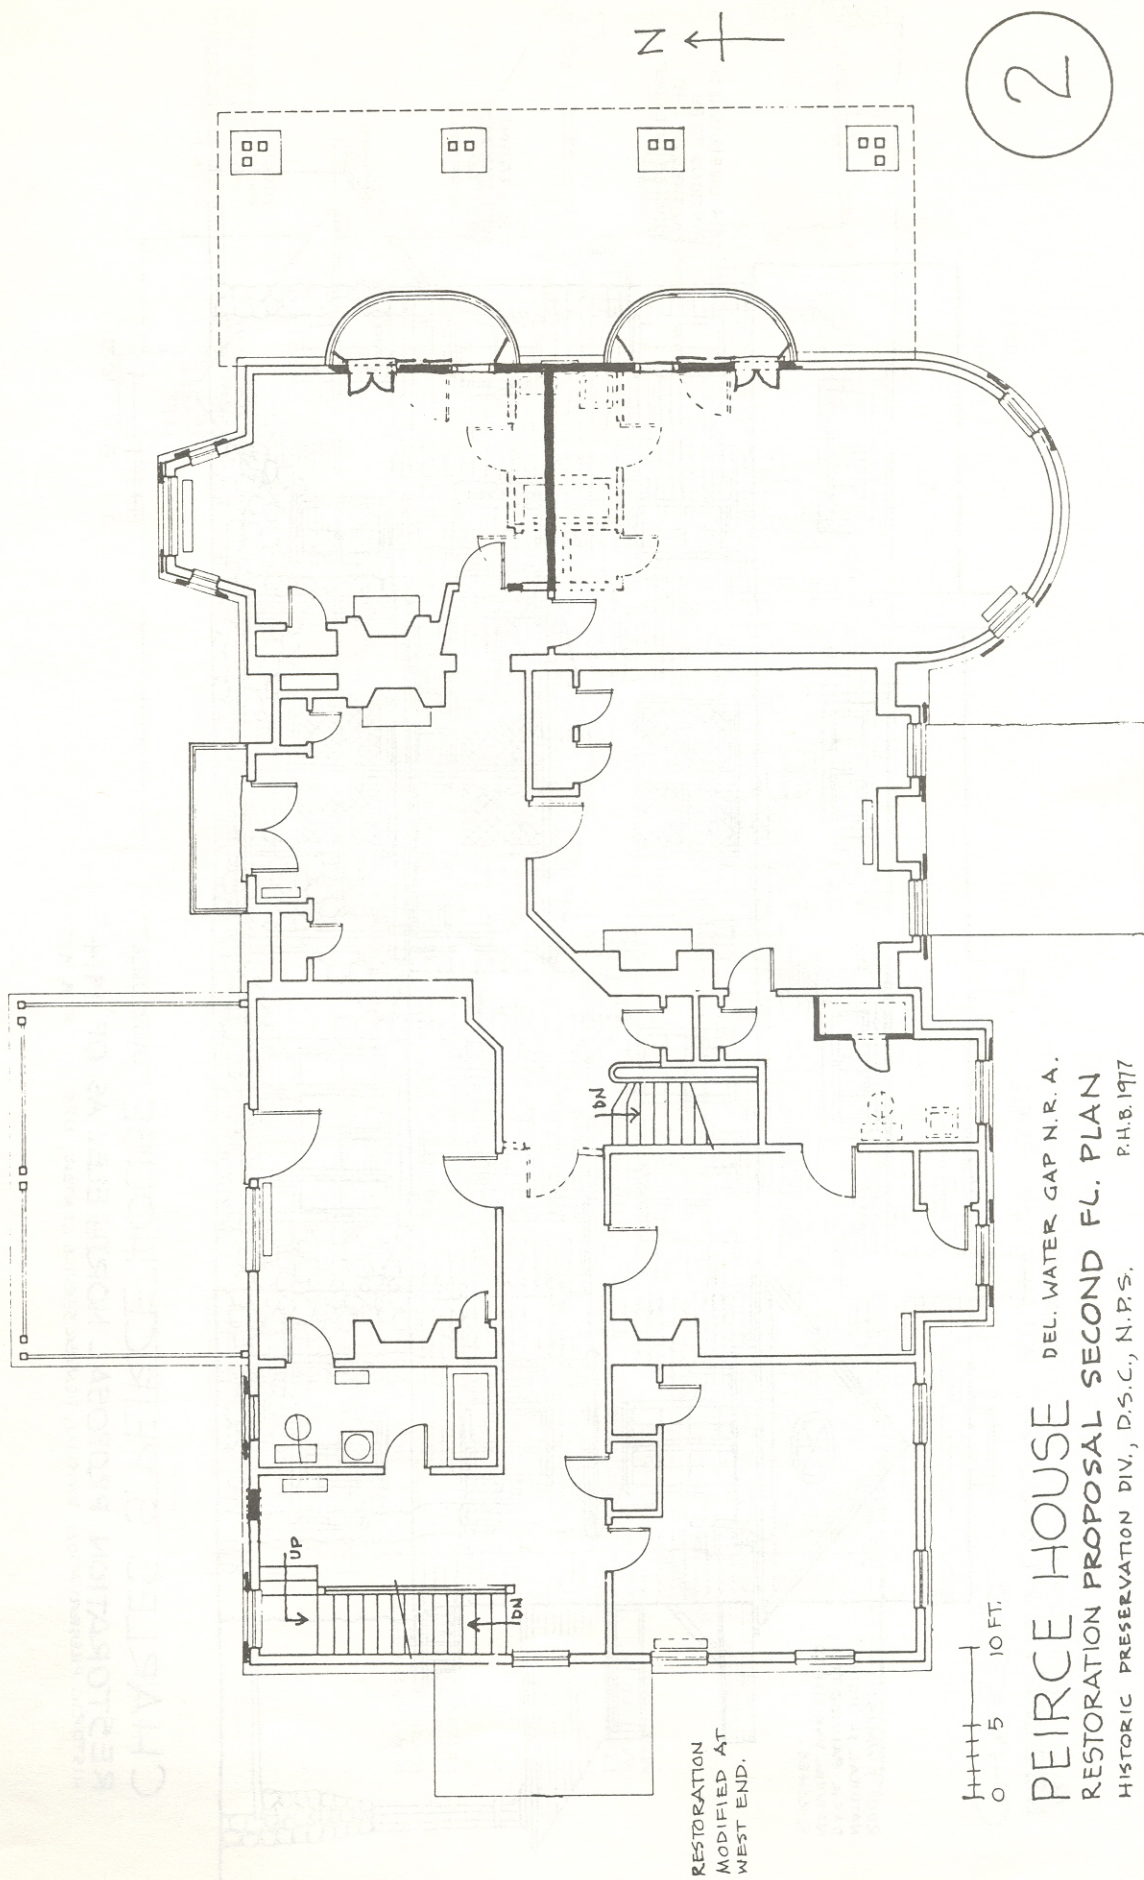 N
2
UP
DN
DN
RESTORATION
MODIFIED AT
WEST END.
0 5 10 FT.
PEIRCE HOUSE DEL. WATER GAP N.R.A.
RESTORATION PROPOSAL SECOND FL. PLAN
HISTORIC PRESERVATION DIV., D.S.C., N.P.S. P.H.B. 1977